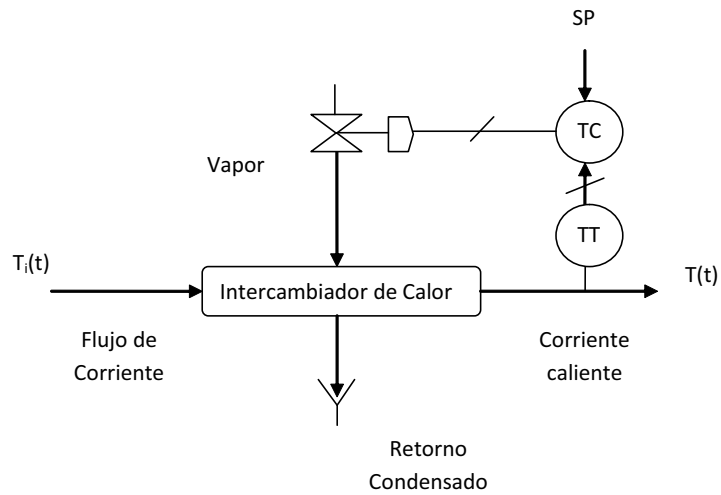 SP
TC
Vapor
TT
Tᵢ(t)
Intercambiador de Calor
T(t)
Flujo de
Corriente
Corriente
caliente
Retorno
Condensado